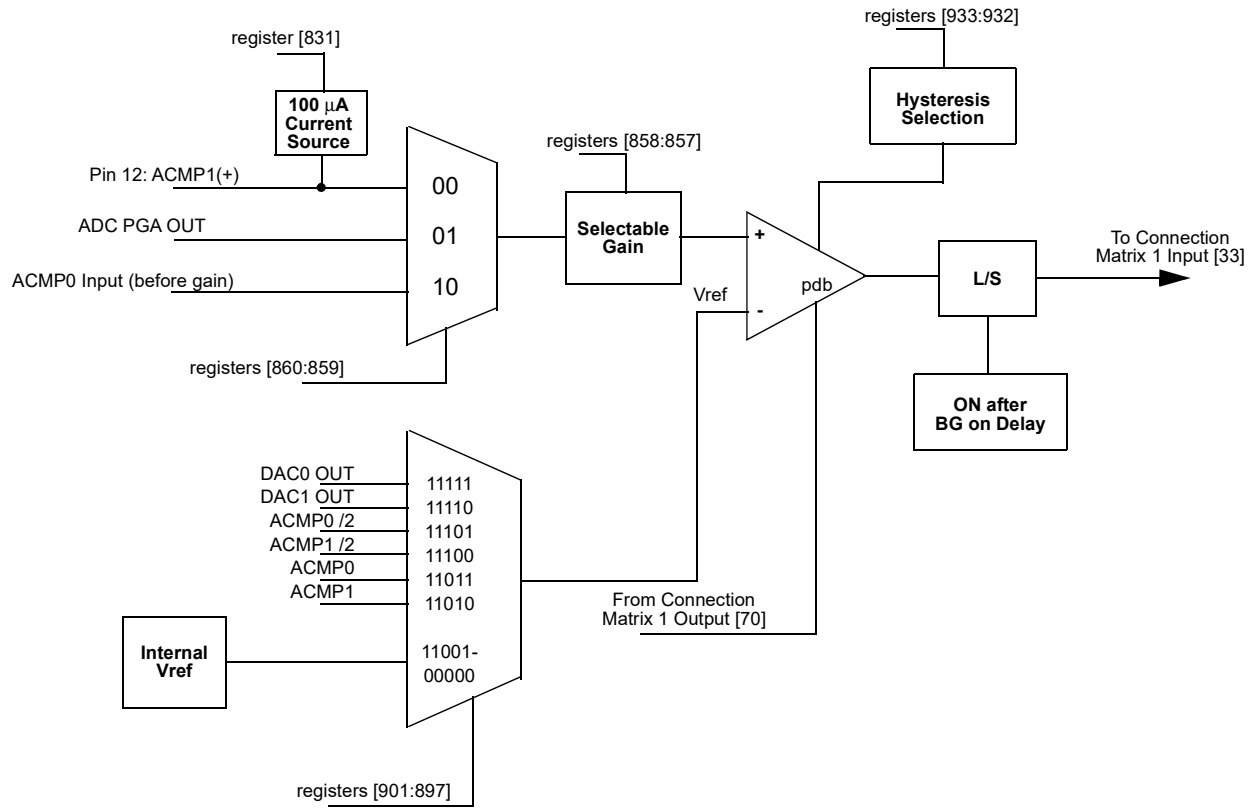 registers [933:932]
register [831]
100 μA
Current
Source
Hysteresis
Selection
registers [858:857]
Pin 12: ACMP1(+)
00
ADC PGA OUT
01
Selectable
Gain
+
To Connection
Matrix 1 Input [33]
ACMP0 Input (before gain)
10
L/S
pdb
Vref
-
registers [860:859]
ON after
BG on Delay
DAC0 OUT
11111
DAC1 OUT
11110
ACMP0 /2
11101
ACMP1 /2
11100
ACMP0
11011
ACMP1
11010
From Connection
Matrix 1 Output [70]
Internal
Vref
11001-
00000
registers [901:897]